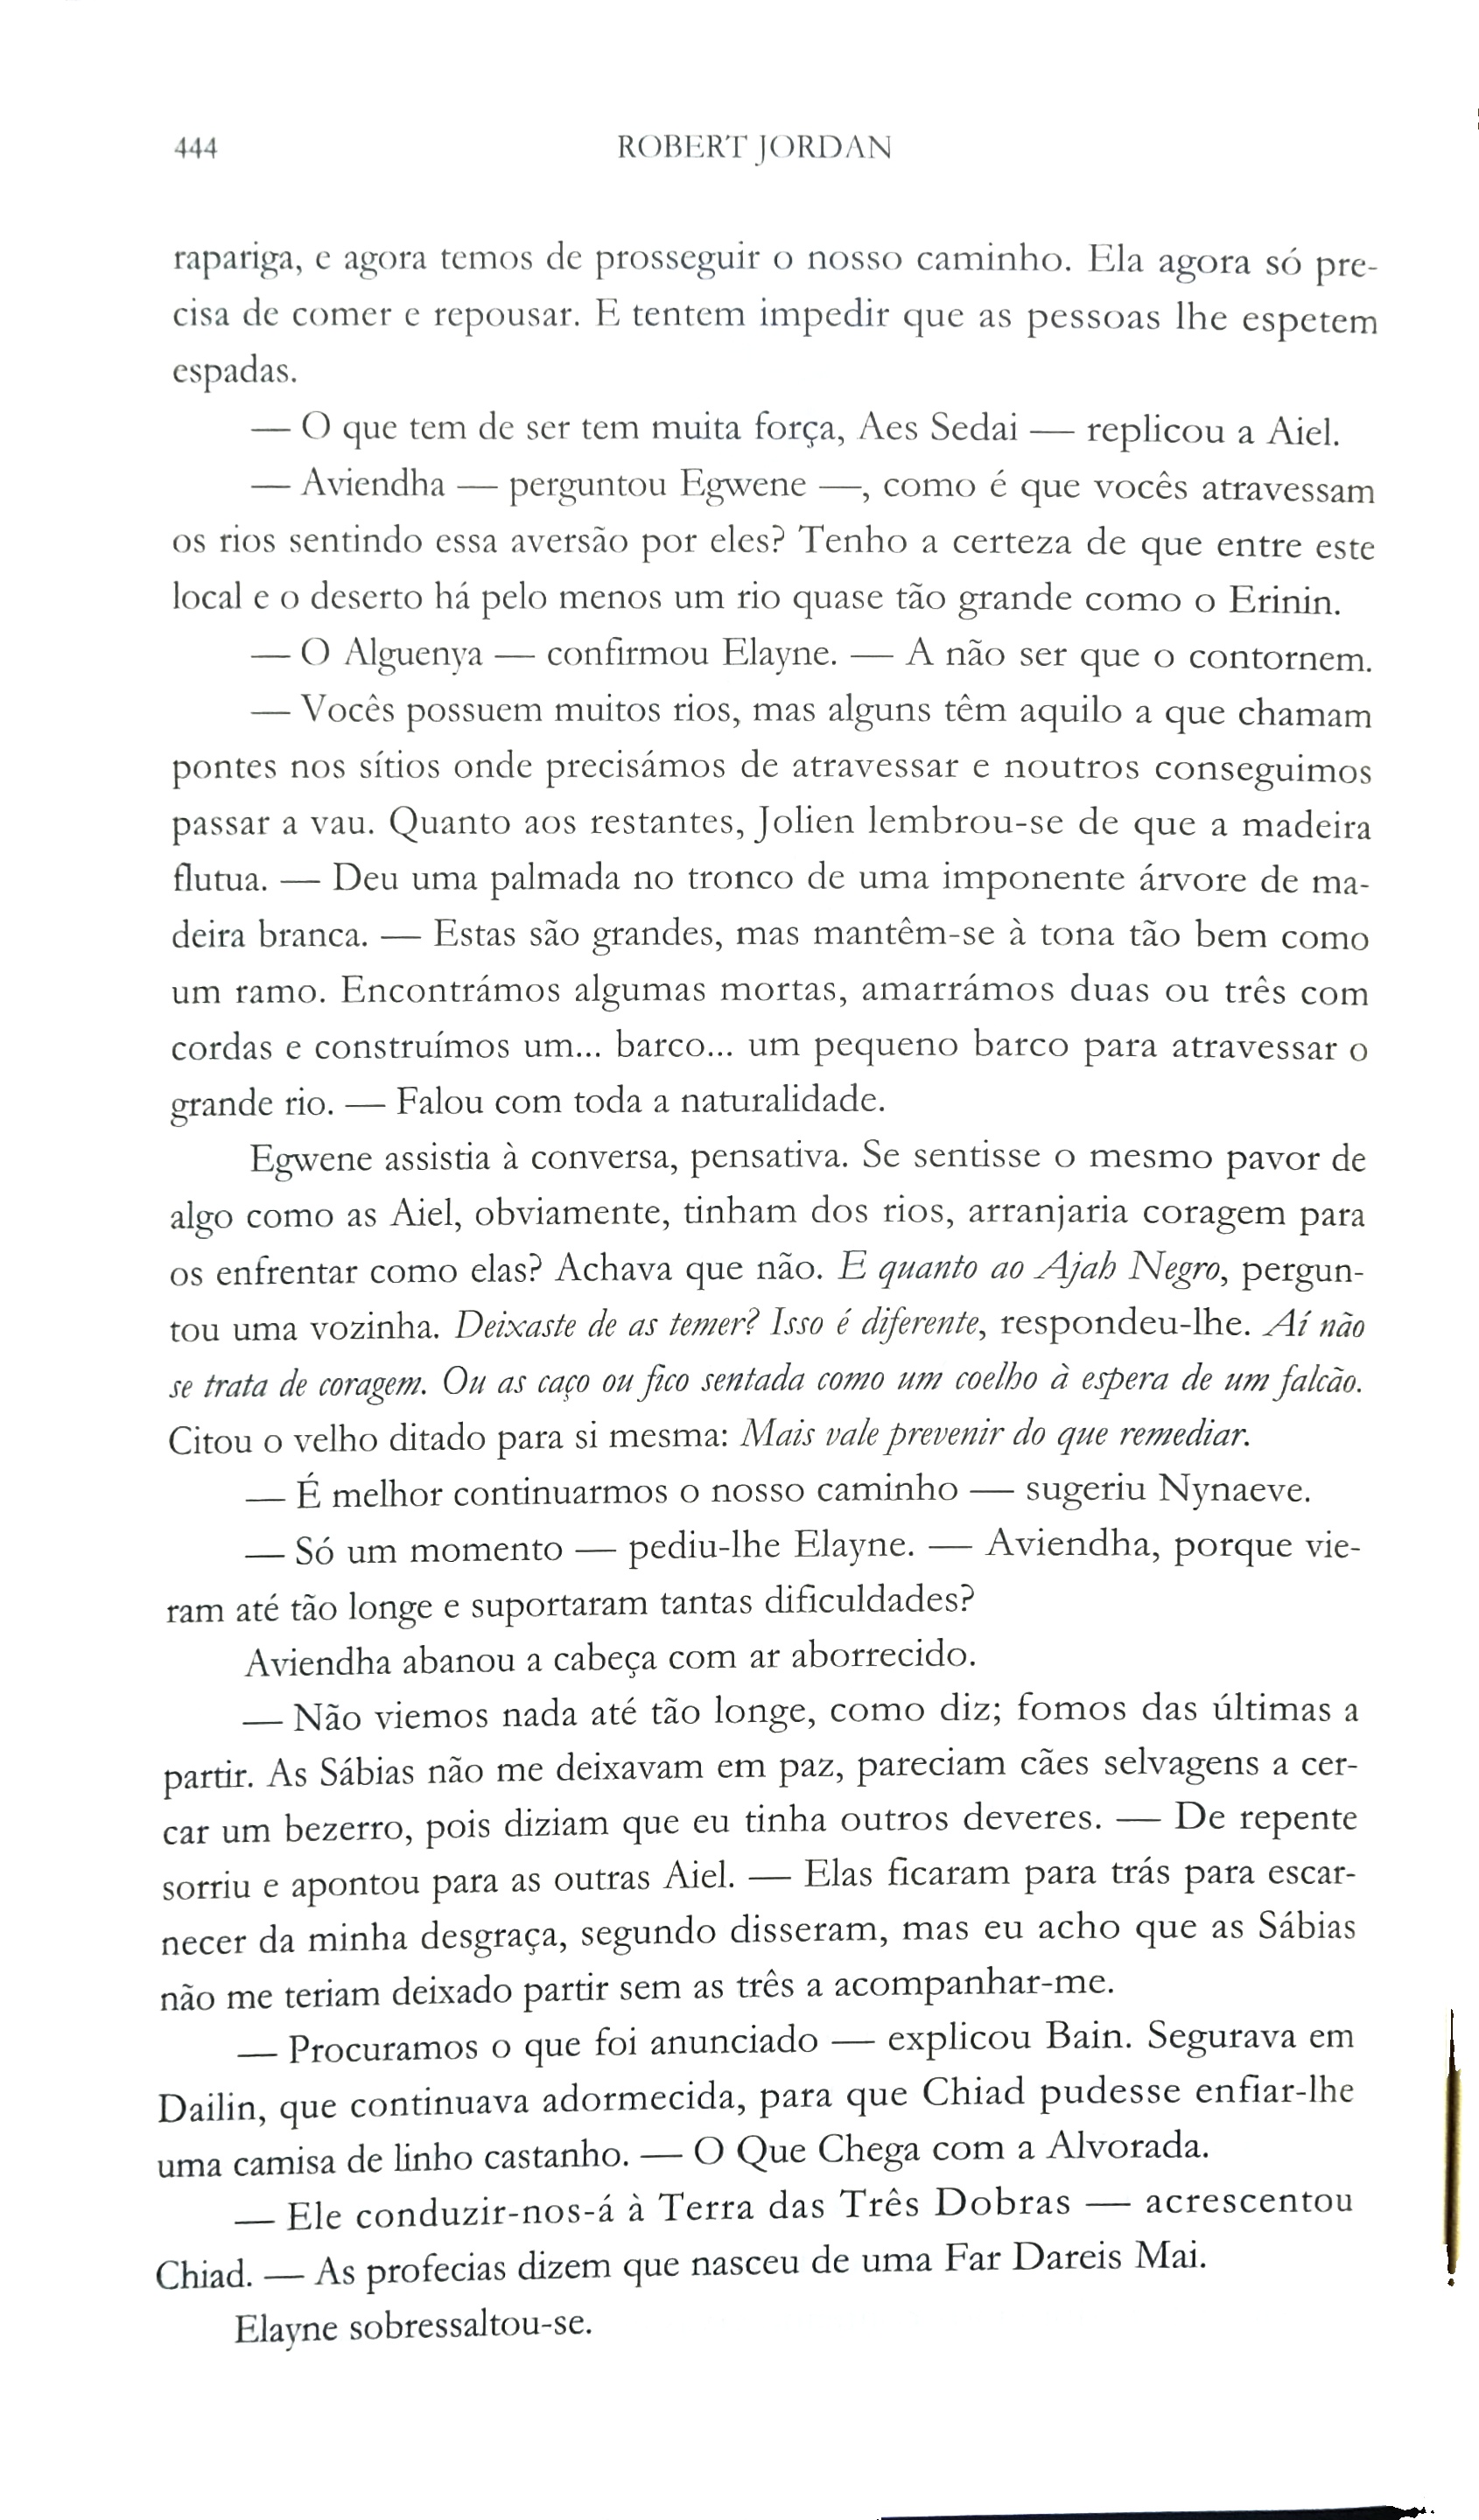 444
ROBERT JORDAN
rapariga, e agora temos de prosseguir o nosso caminho. Ela agora só pre-
cisa de comer e repousar. E tentem impedir que as pessoas lhe espetem
espadas.
— O que tem de ser tem muita força, Aes Sedai — replicou a Aiel.
— Aviendha — perguntou Egwene —, como é que vocês atravessam
os rios sentindo essa aversão por eles? Tenho a certeza de que entre este
local e o deserto há pelo menos um rio quase tão grande como o Erinin.
— O Alguenya — confirmou Elayne. — A não ser que o contornem.
— Vocês possuem muitos rios, mas alguns têm aquilo a que chamam
pontes nos sítios onde precisámos de atravessar e noutros conseguimos
passar a vau. Quanto aos restantes, Jolien lembrou-se de que a madeira
flutua. — Deu uma palmada no tronco de uma imponente árvore de ma-
deira branca. — Estas são grandes, mas mantêm-se à tona tão bem como
um ramo. Encontrámos algumas mortas, amarrámos duas ou três com
cordas e construímos um... barco... um pequeno barco para atravessar o
grande rio. — Falou com toda a naturalidade.
Egwene assistia à conversa, pensativa. Se sentisse o mesmo pavor de
algo como as Aiel, obviamente, tinham dos rios, arranjaria coragem para
os enfrentar como elas? Achava que não. E quanto ao Ajah Negro, pergun-
tou uma vozinha. Deixaste de as temer? Isso é diferente, respondeu-lhe. Aí não
se trata de coragem. Ou as caço ou fico sentada como um coelho à espera de um falcão.
Citou o velho ditado para si mesma: Mais vale prevenir do que remediar.
— É melhor continuarmos o nosso caminho — sugeriu Nynaeve.
— Só um momento — pediu-lhe Elayne. — Aviendha, porque vie-
ram até tão longe e suportaram tantas dificuldades?
Aviendha abanou a cabeça com ar aborrecido.
— Não viemos nada até tão longe, como diz; fomos das últimas a
partir. As Sábias não me deixavam em paz, pareciam cães selvagens a cer-
car um bezerro, pois diziam que eu tinha outros deveres. — De repente
sorriu e apontou para as outras Aiel. — Elas ficaram para trás para escar-
necer da minha desgraça, segundo disseram, mas eu acho que as Sábias
não me teriam deixado partir sem as três a acompanhar-me.
— Procuramos o que foi anunciado — explicou Bain. Segurava em
Dailin, que continuava adormecida, para que Chiad pudesse enfiar-lhe
uma camisa de linho castanho. — O Que Chega com a Alvorada.
— Ele conduzir-nos-á à Terra das Três Dobras — acrescentou
Chiad. — As profecias dizem que nasceu de uma Far Dareis Mai.
Elayne sobressaltou-se.